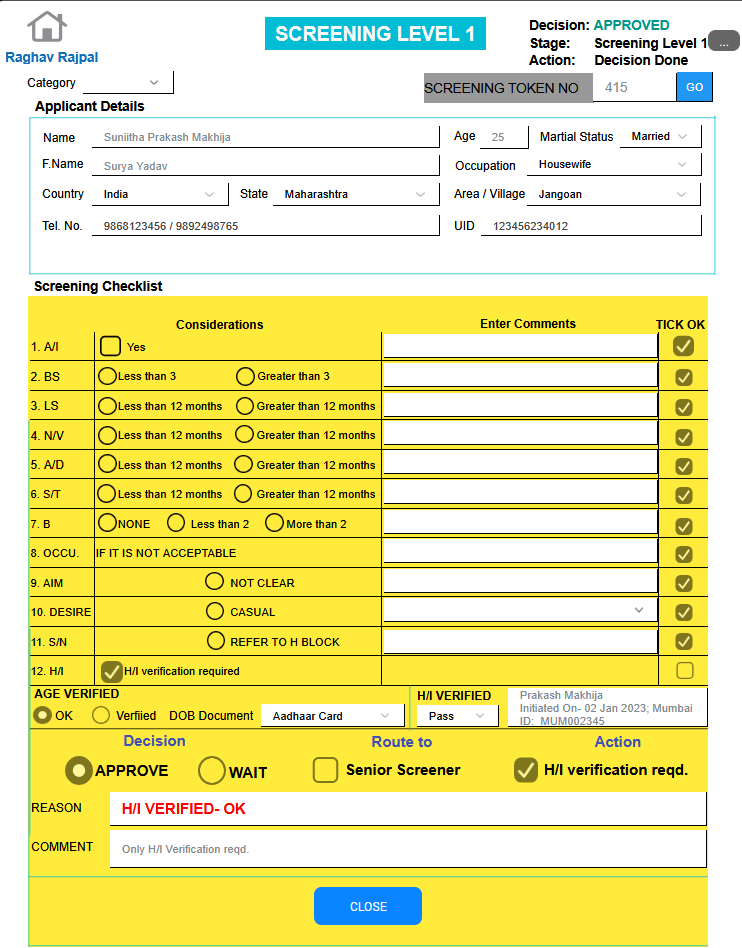 SCREENING LEVEL 1
Decision: APPROVED
Stage: Screening Level 1
...
Action: Decision Done
Raghav Rajpal
Category
SCREENING TOKEN NO 415 GO
Applicant Details
Name Suniitha Prakash Makhija Age 25 Martial Status Married
F.Name Surya Yadav Occupation Housewife
Country India State Maharashtra Area / Village Jangoan
Tel. No. 9868123456 / 9892498765 UID 123456234012
Screening Checklist
Considerations Enter Comments TICK OK
1. A/I Yes
2. BS Less than 3 Greater than 3
3. LS Less than 12 months Greater than 12 months
4. N/V Less than 12 months Greater than 12 months
5. A/D Less than 12 months Greater than 12 months
6. S/T Less than 12 months Greater than 12 months
7. B NONE Less than 2 More than 2
8. OCCU. IF IT IS NOT ACCEPTABLE
9. AIM NOT CLEAR
10. DESIRE CASUAL
11. S/N REFER TO H BLOCK
12. H/I H/I verification required
AGE VERIFIED
OK Verfiied DOB Document Aadhaar Card
H/I VERIFIED
Pass
Prakash Makhija
Initiated On- 02 Jan 2023; Mumbai
ID: MUM002345
Decision Route to Action
APPROVE WAIT Senior Screener H/I verification reqd.
REASON H/I VERIFIED- OK
COMMENT Only H/I Verification reqd.
CLOSE